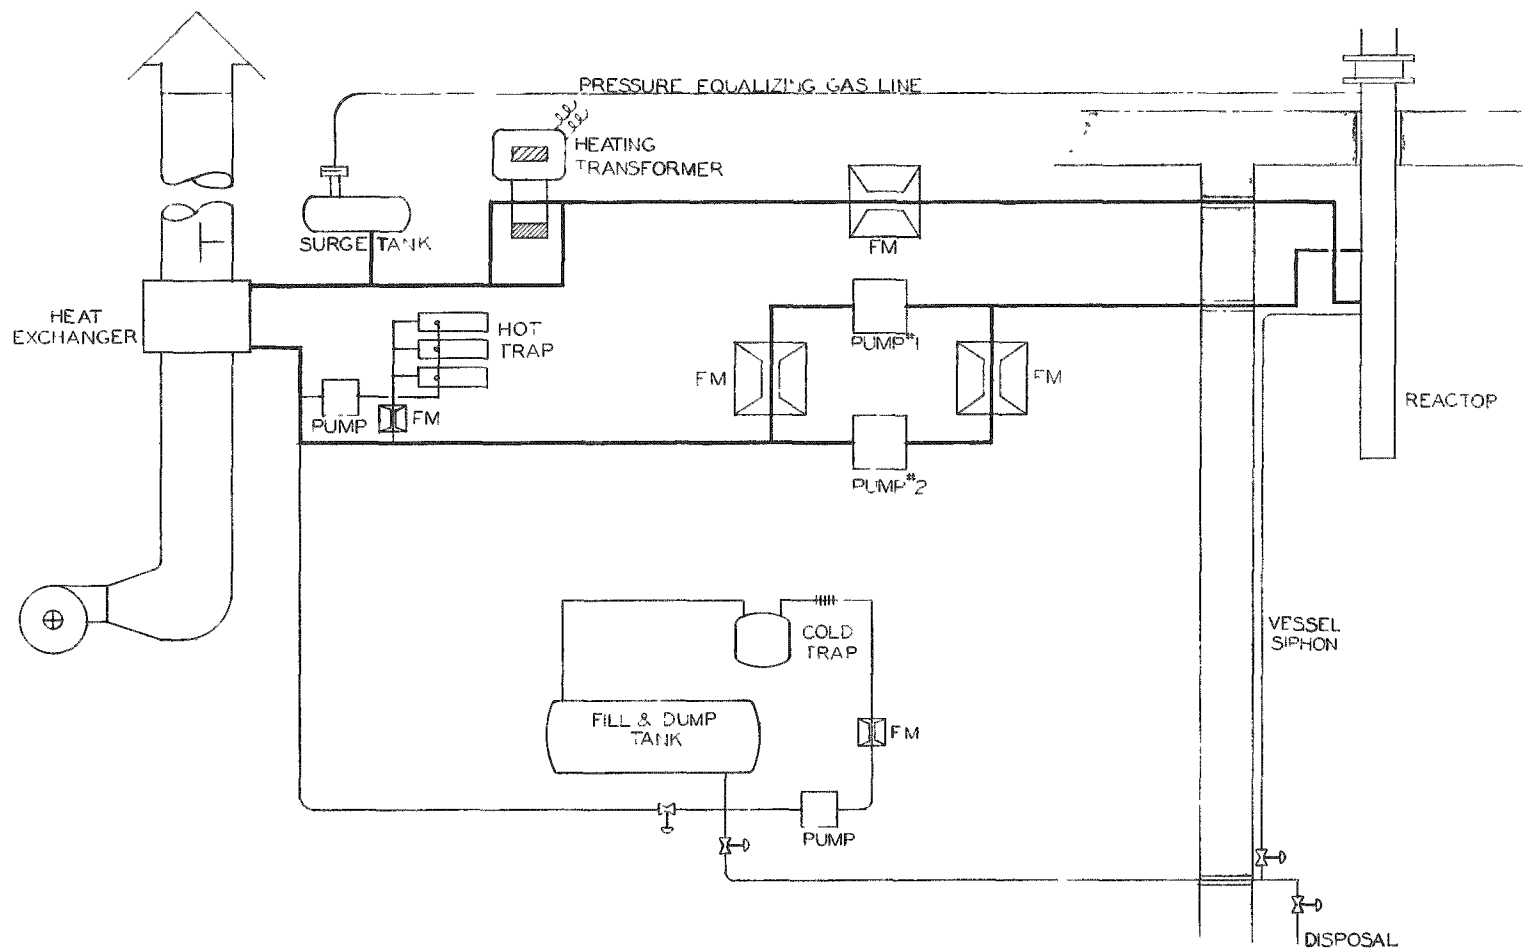 PRESSURE EQUALIZING GAS LINE
HEATING
TRANSFORMER
SURGE TANK
FM
HEAT
EXCHANGER
HOT
TRAP
PUMP
FM
PUMP #1
FM
FM
PUMP #2
REACTOR
VESSEL
SIPHON
COLD
TRAP
FILL & DUMP
TANK
FM
PUMP
DISPOSAL